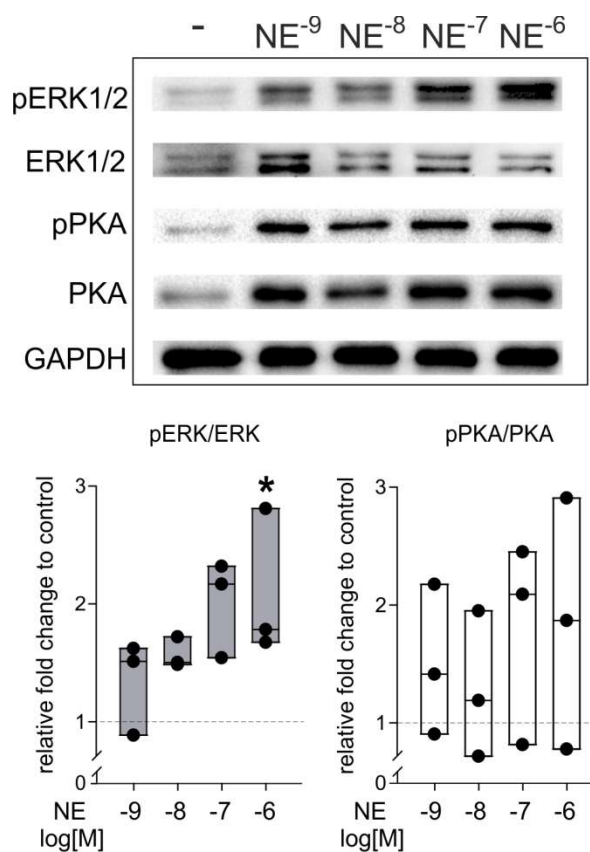 - NE⁻⁹ NE⁻⁸ NE⁻⁷ NE⁻⁶
pERK1/2
ERK1/2
pPKA
PKA
GAPDH
pERK/ERK
relative fold change to control
3
*
2
1
0
NE -9 -8 -7 -6
log[M]
pPKA/PKA
relative fold change to control
3
2
1
0
NE -9 -8 -7 -6
log[M]